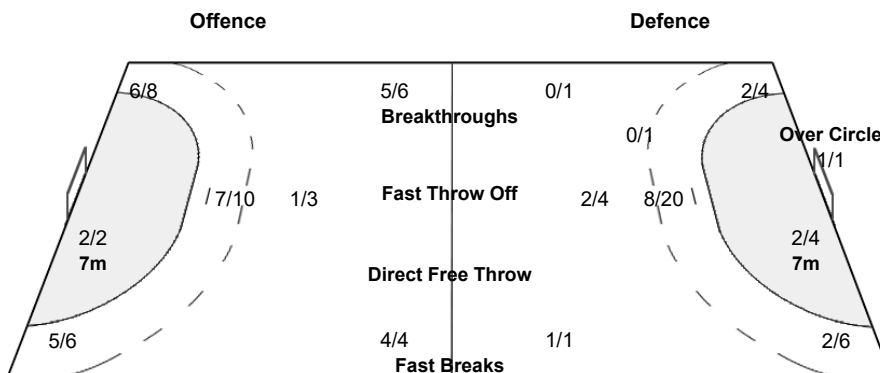 Offence
Defence
6/8
5/6
0/1
2/4
Breakthroughs
0/1
Over Circle
1/1
7/10
1/3
Fast Throw Off
2/4
8/20
2/2
7m
2/4
7m
Direct Free Throw
5/6
4/4
1/1
2/6
Fast Breaks